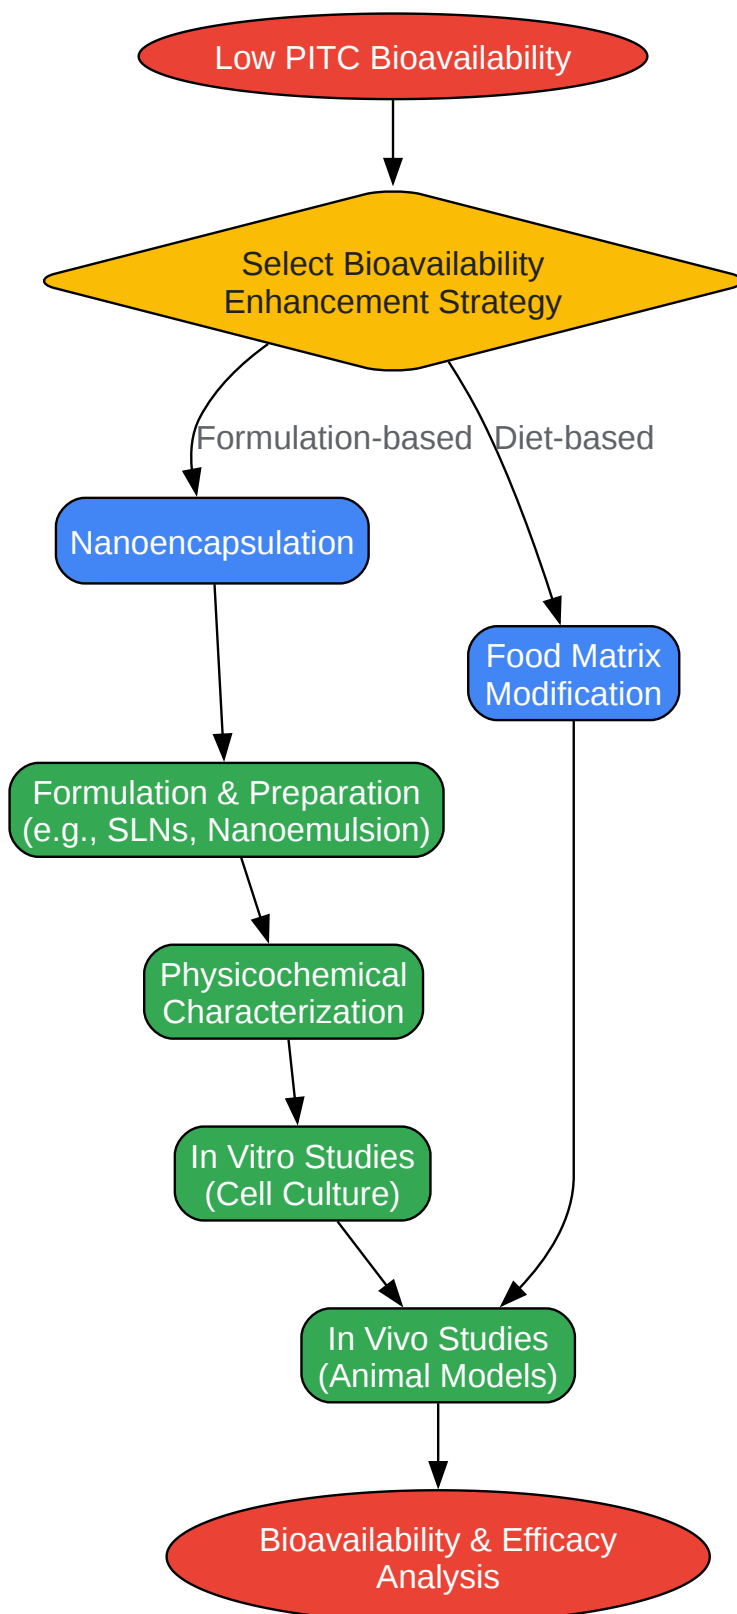 Low PITC Bioavailability
Select Bioavailability
Enhancement Strategy
Formulation-based
Diet-based
Nanoencapsulation
Food Matrix
Modification
Formulation & Preparation
(e.g., SLNs, Nanoemulsion)
Physicochemical
Characterization
In Vitro Studies
(Cell Culture)
In Vivo Studies
(Animal Models)
Bioavailability & Efficacy
Analysis